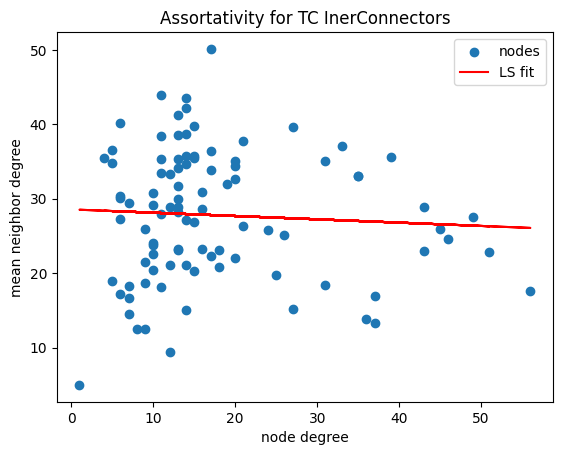 Assortativity for TC InerConnectors
nodes
LS fit
mean neighbor degree
50
40
30
20
10
0
10
20
30
40
50
node degree